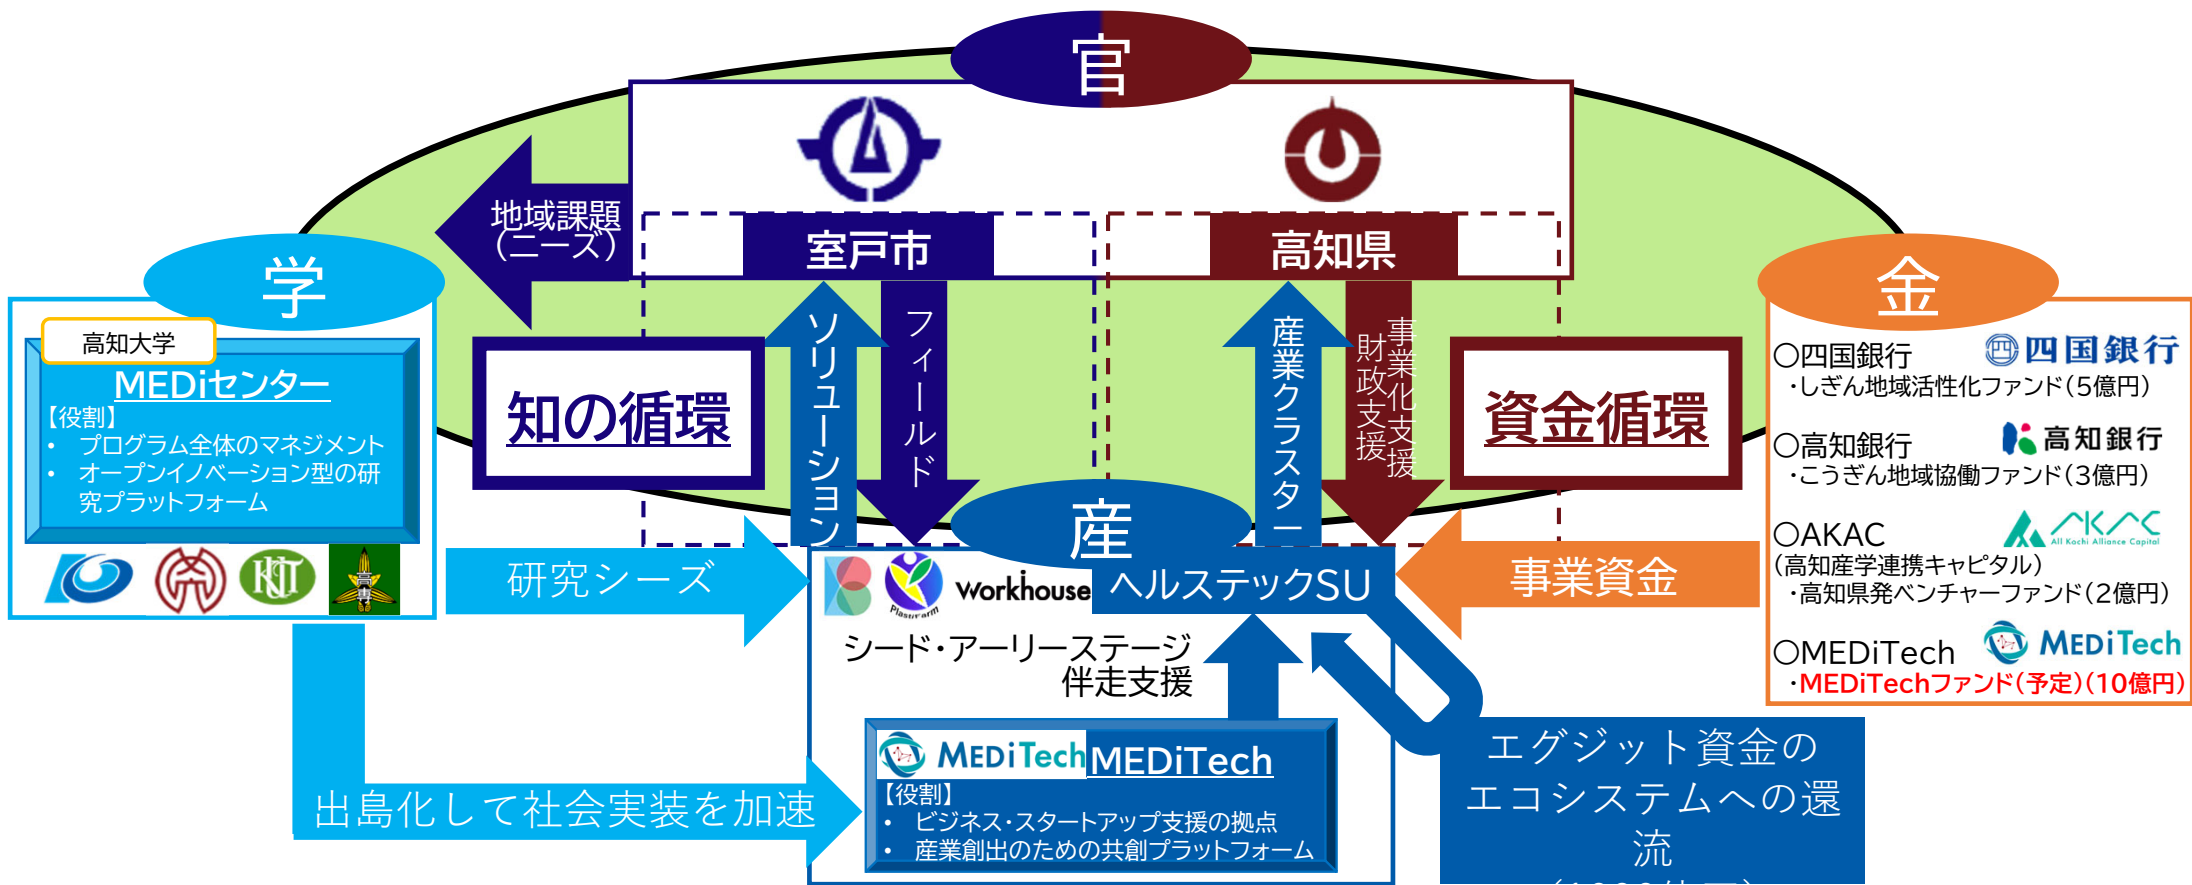 官
室戸市
高知県
地域課題
（ニーズ）
学
高知大学
MEDiセンター
【役割】
• プログラム全体のマネジメント
• オープンイノベーション型の研
究プラットフォーム
知の循環
ソリューション
フィールド
産業クラスター
事業化支援
財政支援
資金循環
金
〇四国銀行
四国銀行
・しぎん地域活性化ファンド（5億円）
〇高知銀行
高知銀行
・こうぎん地域協働ファンド（3億円）
〇AKAC
AKAC
All Kochi Alliance Capital
（高知産学連携キャピタル）
・高知県発ベンチャーファンド（2億円）
〇MEDiTech
MEDiTech
・MEDiTechファンド（予定）（10億円）
産
研究シーズ
Plasifarm
workhouse
ヘルステックSU
事業資金
シード・アーリーステージ
伴走支援
MEDiTech
MEDiTech
【役割】
• ビジネス・スタートアップ支援の拠点
• 産業創出のための共創プラットフォーム
出島化して社会実装を加速
エグジット資金の
エコシステムへの還
流